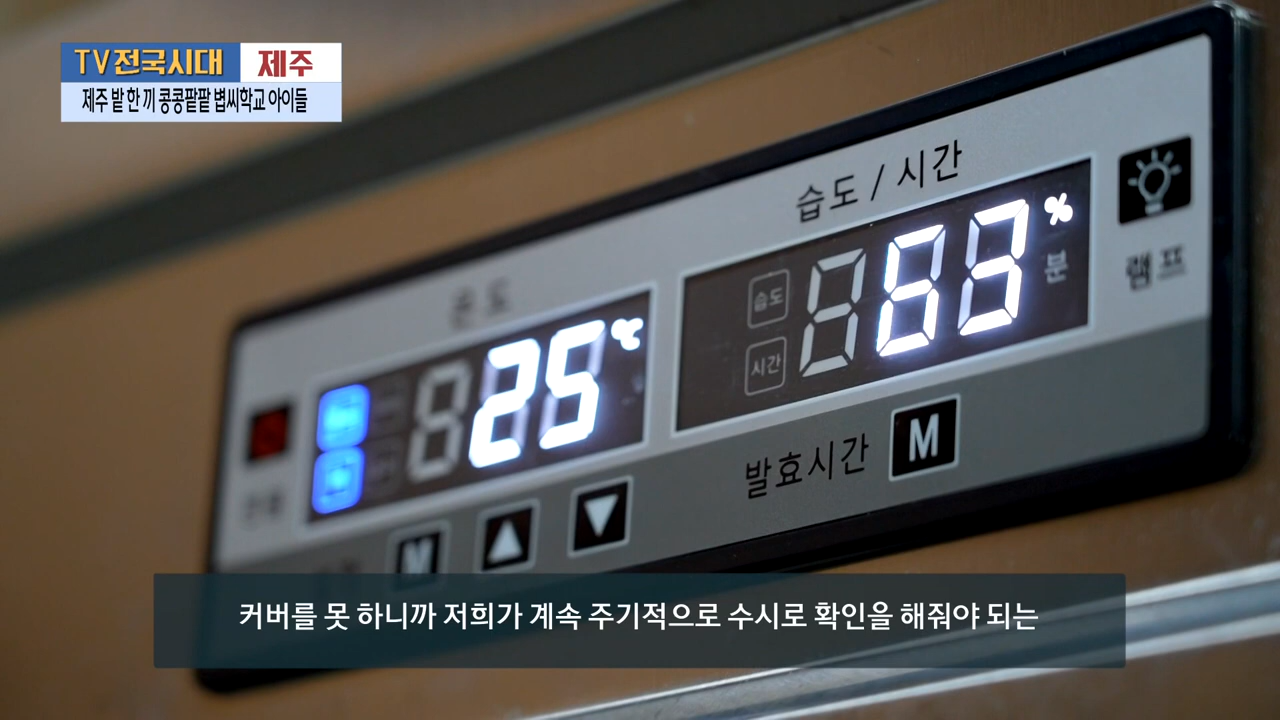 TV전국시대 제주
제주 밭 한 끼 콩콩팥팥 볍씨학교 아이들
온도
25 ℃
습도 / 시간
습도
시간
63 %
분
램프
M ▲ ▼
발효시간 M
커버를 못 하니까 저희가 계속 주기적으로 수시로 확인을 해줘야 되는